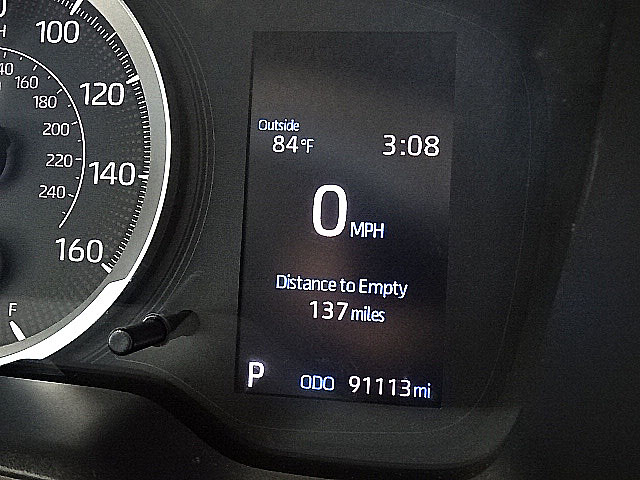 100
120
140
160
160
180
200
220
240
F
Outside
84°F 3:08
0 MPH
Distance to Empty
137 miles
P ODO 91113 mi